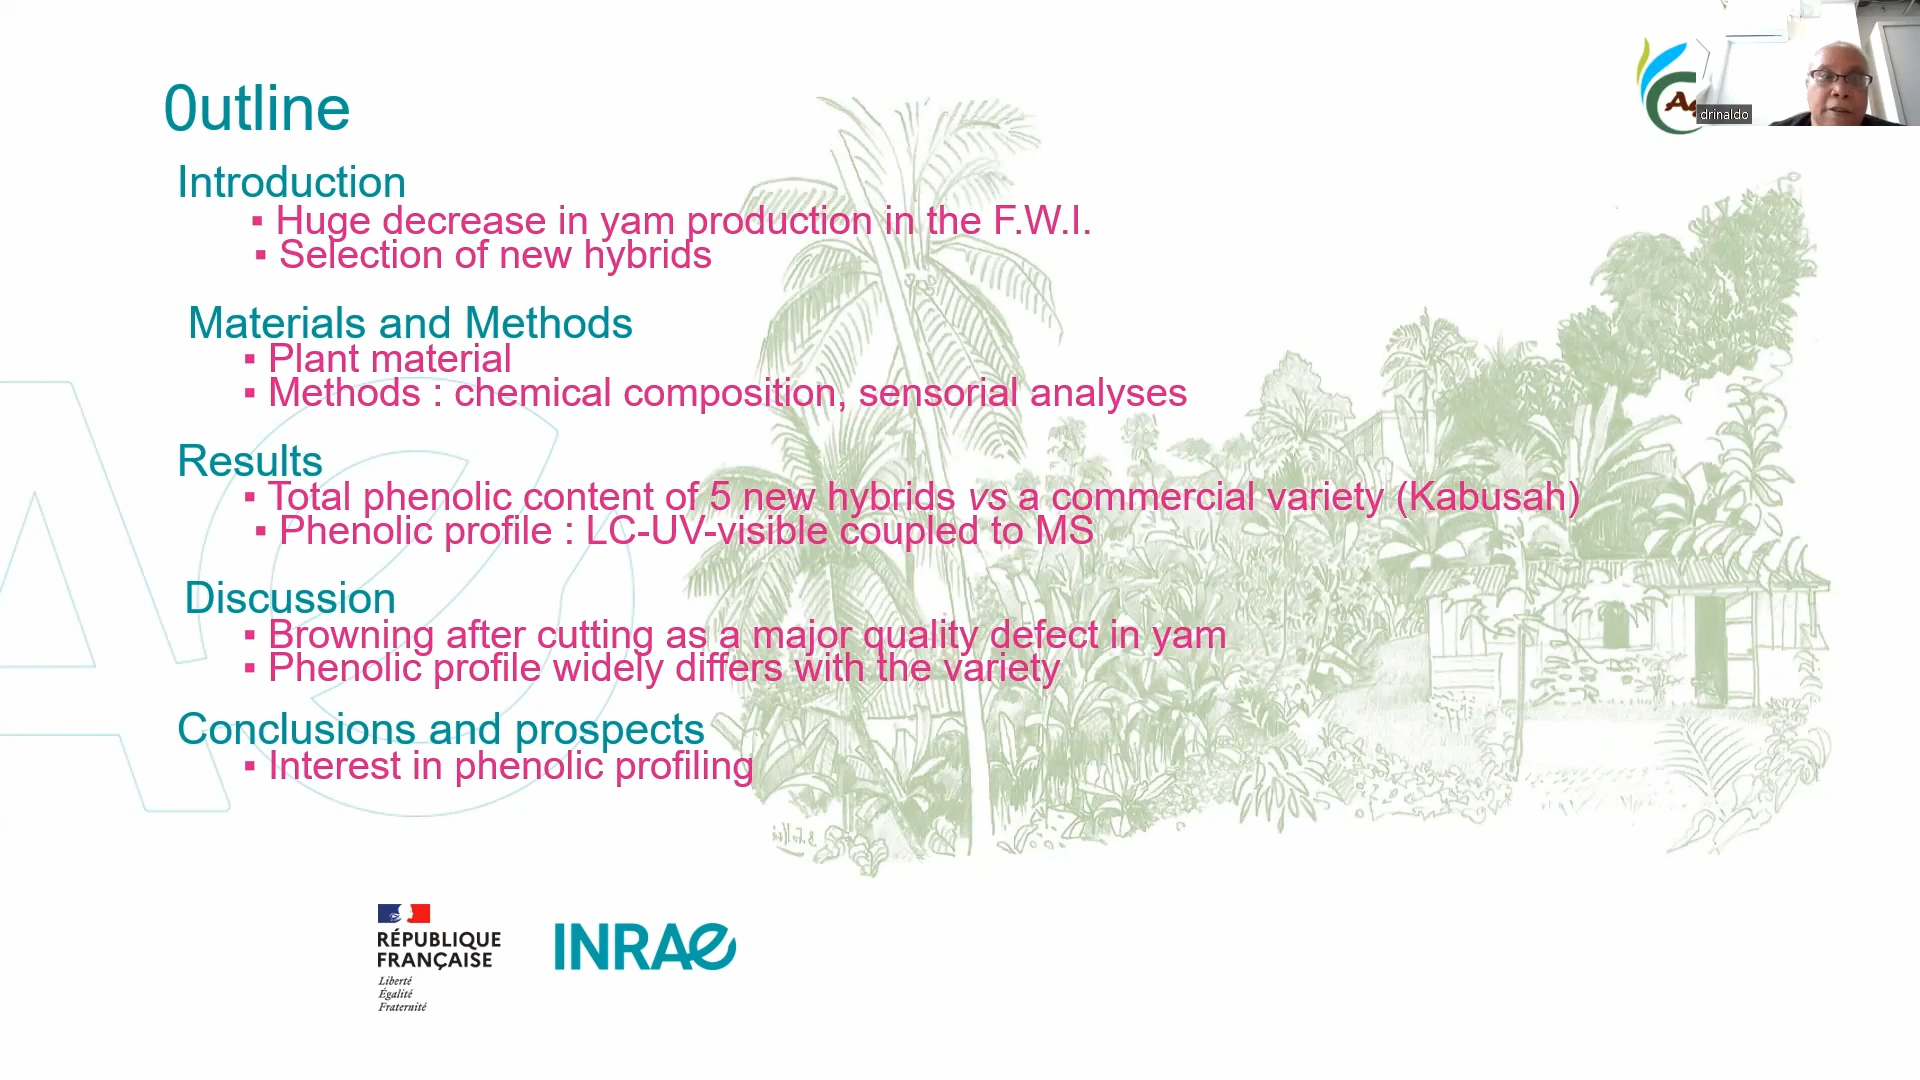 0utline
drinaldo
Introduction
▪ Huge decrease in yam production in the F.W.I.
▪ Selection of new hybrids
Materials and Methods
▪ Plant material
▪ Methods : chemical composition, sensorial analyses
Results
▪ Total phenolic content of 5 new hybrids vs a commercial variety (Kabusah)
▪ Phenolic profile : LC-UV-visible coupled to MS
Discussion
▪ Browning after cutting as a major quality defect in yam
▪ Phenolic profile widely differs with the variety
Conclusions and prospects
▪ Interest in phenolic profiling
RÉPUBLIQUE
FRANÇAISE
Liberté
Égalité
Fraternité
INRAE